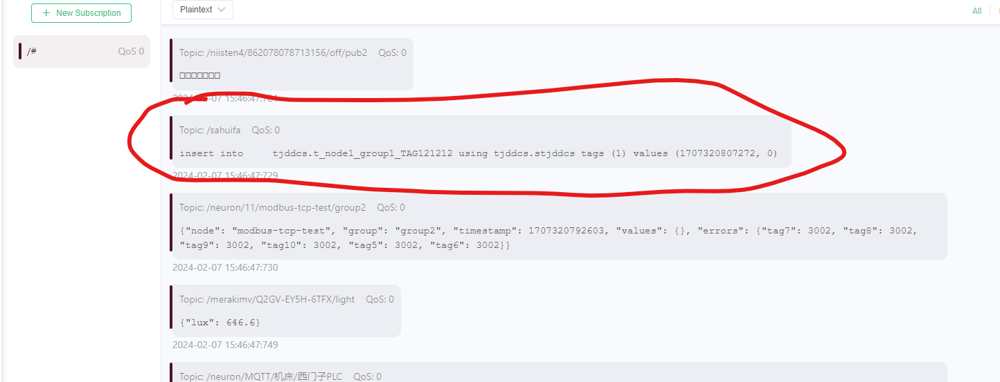 + New Subscription
Plaintext
All
/# QoS 0
Topic: /niisten4/862078078713156/off/pub2 QoS: 0
□□□□□□□
2024-02-07 15:46:47:721
Topic: /sahuifa QoS: 0
insert into tjddcs.t_node1_group1_TAG121212 using tjddcs.stjddcs tags (1) values (1707320807272, 0)
2024-02-07 15:46:47:729
Topic: /neuron/11/modbus-tcp-test/group2 QoS: 0
{"node": "modbus-tcp-test", "group": "group2", "timestamp": 1707320792603, "values": {}, "errors": {"tag7": 3002, "tag8": 3002,
"tag9": 3002, "tag10": 3002, "tag5": 3002, "tag6": 3002}}
2024-02-07 15:46:47:730
Topic: /merakimv/Q2GV-EY5H-6TFX/light QoS: 0
{"lux": 646.6}
2024-02-07 15:46:47:749
Topic: /neuron/MQTT/机床/西门子PLC QoS: 0